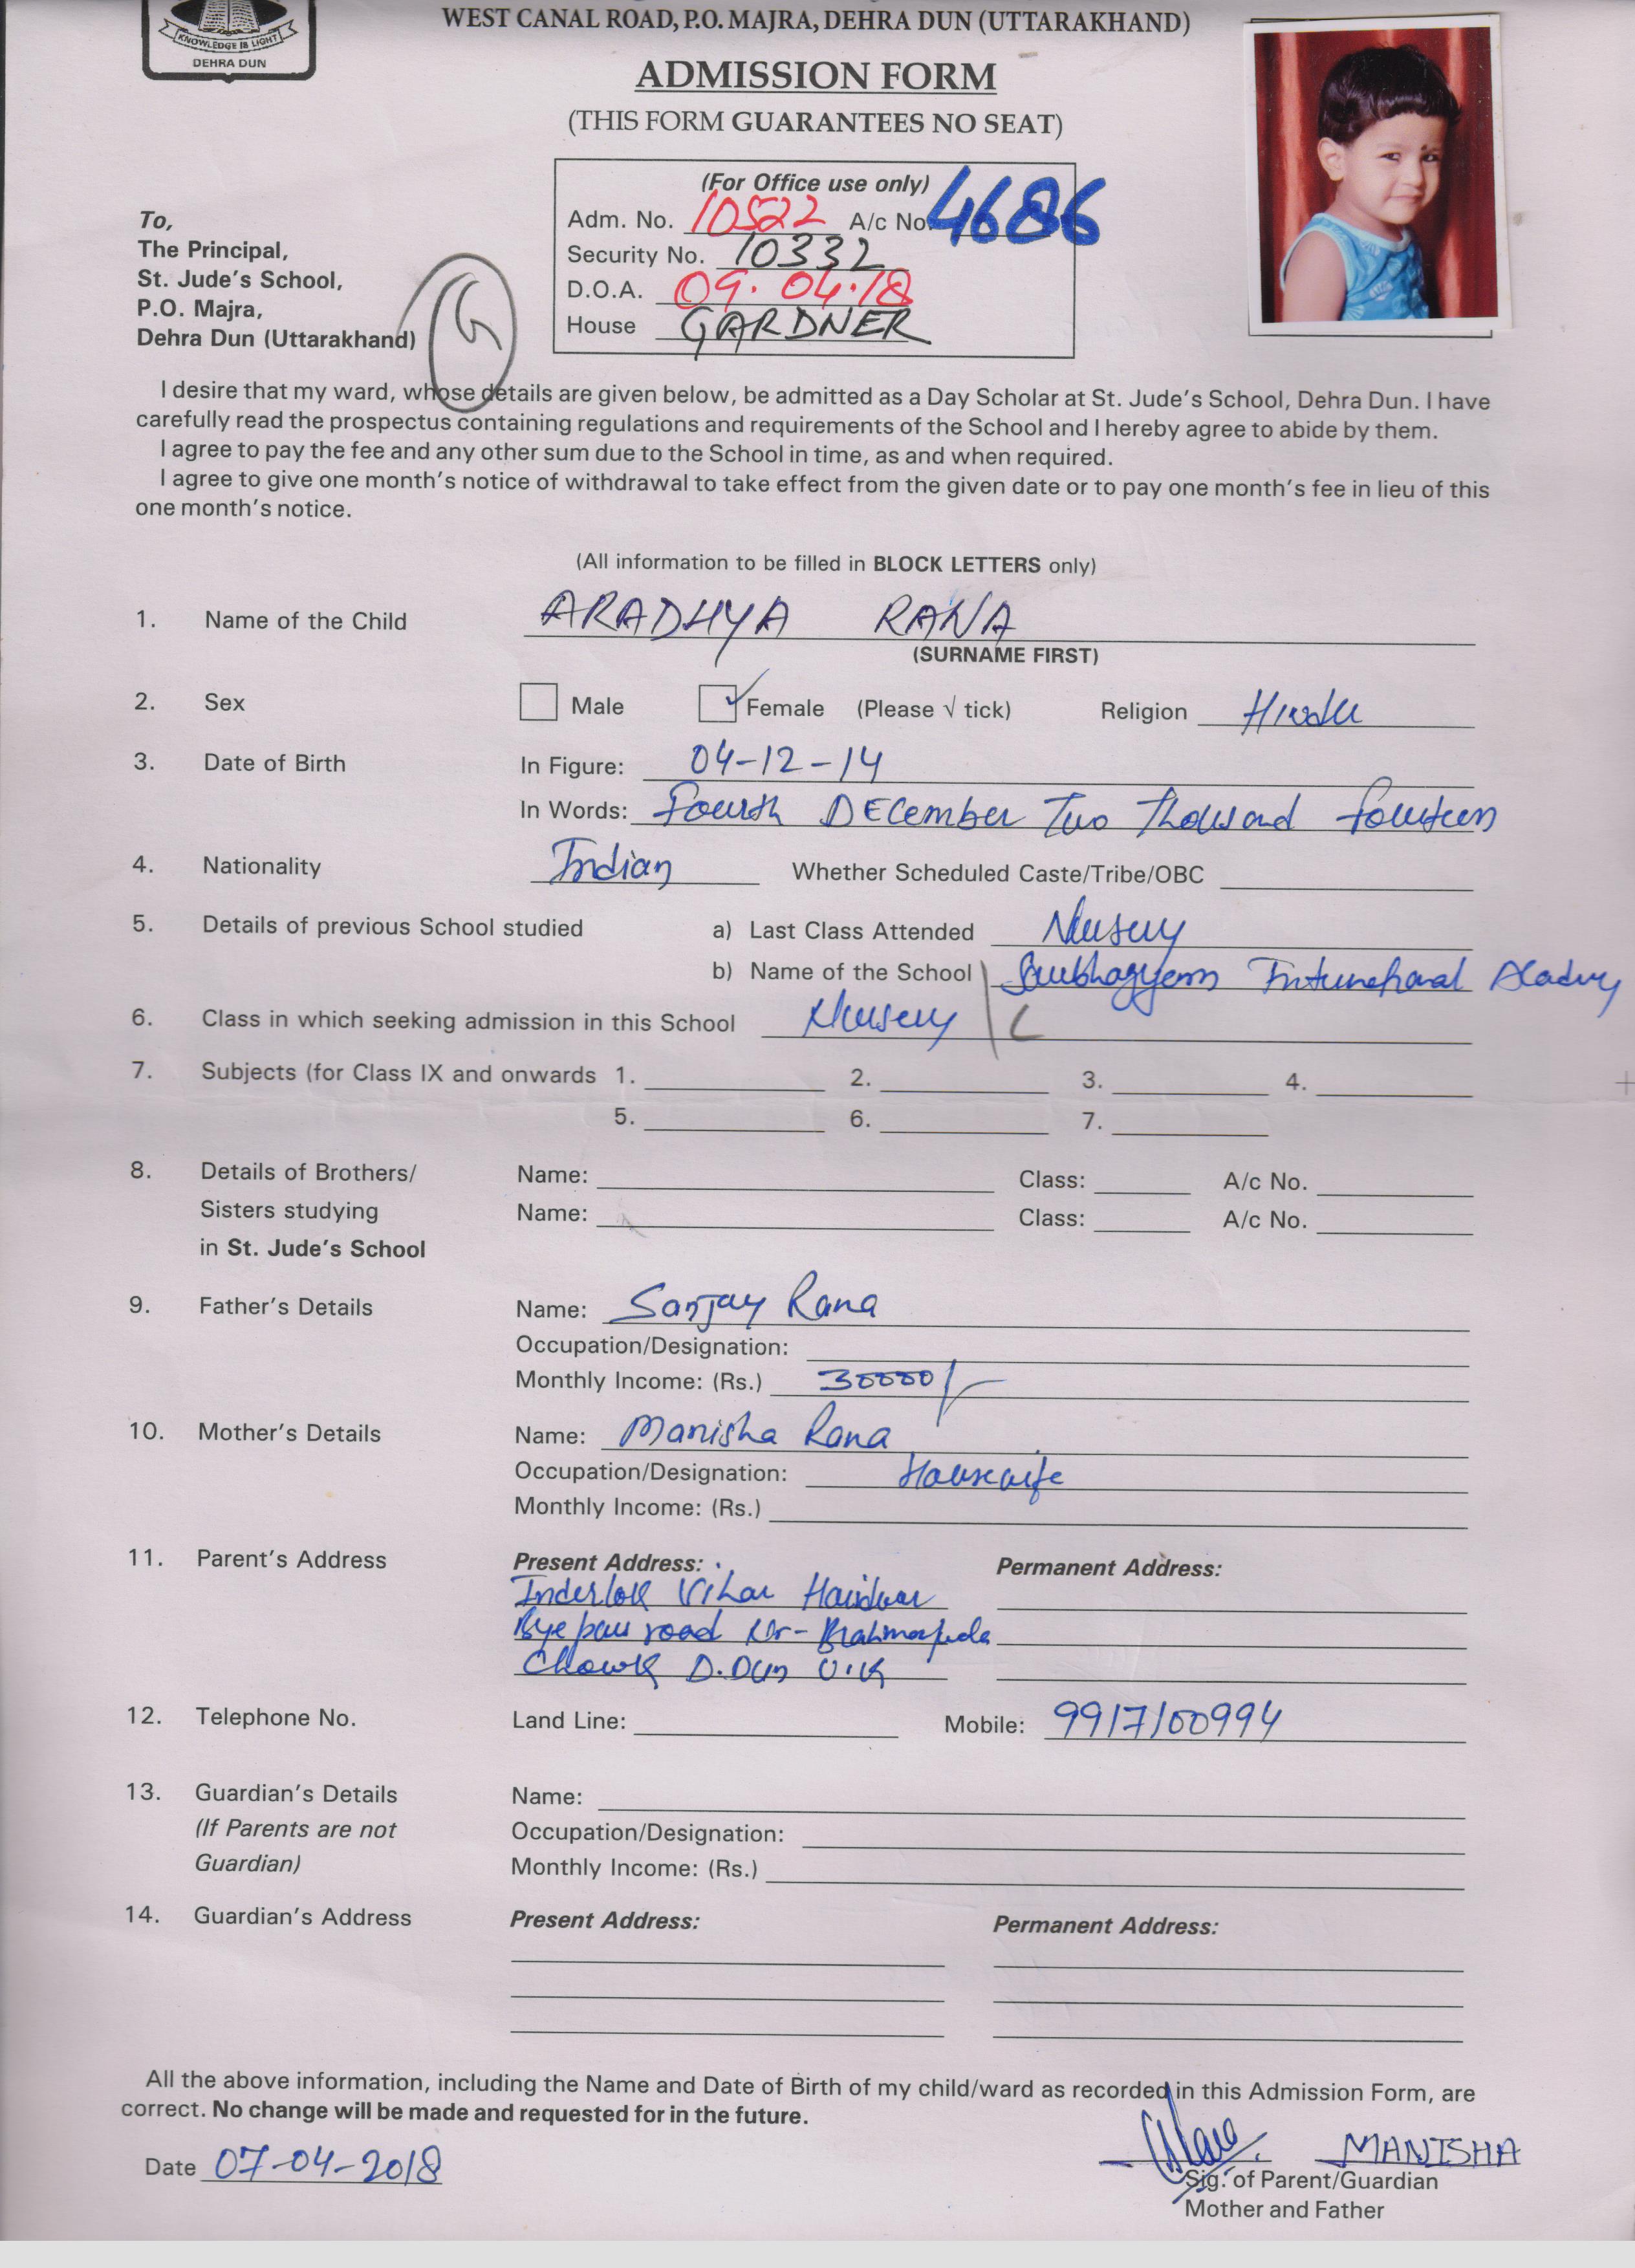 WEST CANAL ROAD, P.O. MAJRA, DEHRA DUN (UTTARAKHAND)
KNOWLEDGE IS LIGHT
DEHRA DUN
ADMISSION FORM
(THIS FORM GUARANTEES NO SEAT)
(For Office use only)
Adm. No. 10522 A/c No. 4686
Security No. 10332
D.O.A. 09.04.18
House GARDNER
To,
The Principal,
St. Jude's School,
P.O. Majra,
Dehra Dun (Uttarakhand)
G
I desire that my ward, whose details are given below, be admitted as a Day Scholar at St. Jude's School, Dehra Dun. I have
carefully read the prospectus containing regulations and requirements of the School and I hereby agree to abide by them.
I agree to pay the fee and any other sum due to the School in time, as and when required.
I agree to give one month's notice of withdrawal to take effect from the given date or to pay one month's fee in lieu of this
one month's notice.
(All information to be filled in BLOCK LETTERS only)
1. Name of the Child ARADHYA RANA
(SURNAME FIRST)
2. Sex Male ✓ Female (Please √ tick) Religion Hindu
3. Date of Birth In Figure: 04-12-14
In Words: Fourth DECember Two Thousand fourteen
4. Nationality Indian Whether Scheduled Caste/Tribe/OBC
5. Details of previous School studied a) Last Class Attended Nursery
b) Name of the School International
6. Class in which seeking admission in this School Nursery | C
7. Subjects (for Class IX and onwards 1. 2. 3. 4.
5. 6. 7.
8. Details of Brothers/ Name: Class: A/c No.
Sisters studying Name: Class: A/c No.
in St. Jude's School
9. Father's Details Name: Sanjay Rana
Occupation/Designation:
Monthly Income: (Rs.) 30000/-
10. Mother's Details Name: Manisha Rana
Occupation/Designation: Housewife
Monthly Income: (Rs.)
11. Parent's Address Present Address: Permanent Address:
Inderlok Vihar Haridwar
Bye pass road Nr-
Chowk D.Dun U.K
12. Telephone No. Land Line: Mobile: 9917100994
13. Guardian's Details Name:
(If Parents are not Occupation/Designation:
Guardian) Monthly Income: (Rs.)
14. Guardian's Address Present Address: Permanent Address:
All the above information, including the Name and Date of Birth of my child/ward as recorded in this Admission Form, are
correct. No change will be made and requested for in the future.
Date 07-04-2018 MANISHA
Sig. of Parent/Guardian
Mother and Father